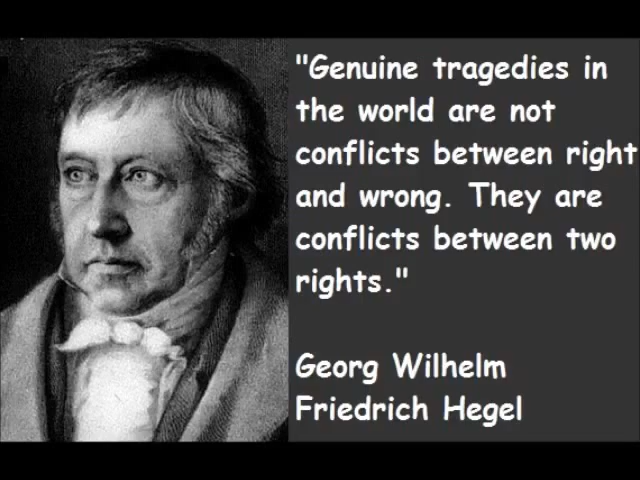 "Genuine tragedies in
the world are not
conflicts between right
and wrong. They are
conflicts between two
rights."
Georg Wilhelm
Friedrich Hegel